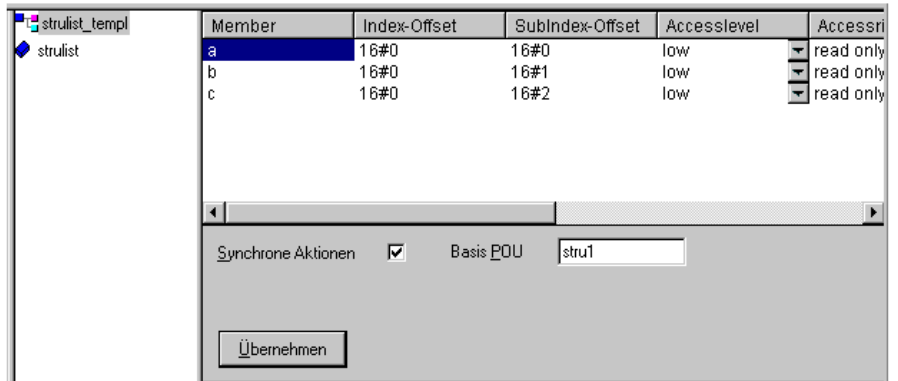 strulist_templ
strulist
Member Index-Offset SubIndex-Offset Accesslevel Accessri
a 16#0 16#0 low read only
b 16#0 16#1 low read only
c 16#0 16#2 low read only
Synchrone Aktionen Basis POU stru1
Übernehmen